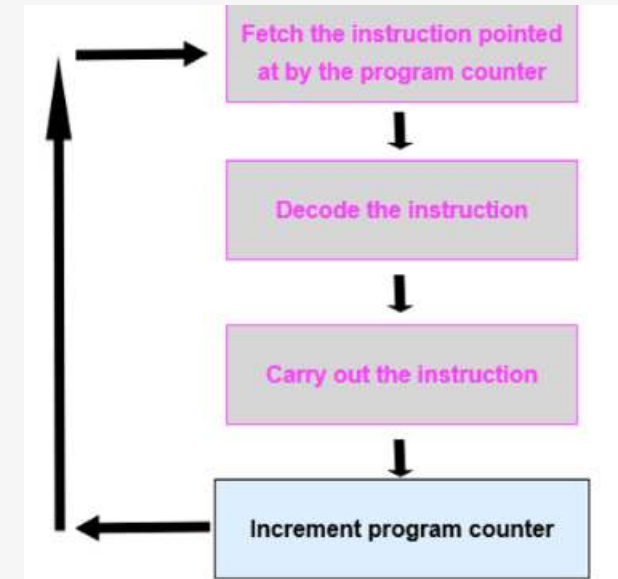 Fetch the instruction pointed
at by the program counter
Decode the instruction
Carry out the instruction
Increment program counter